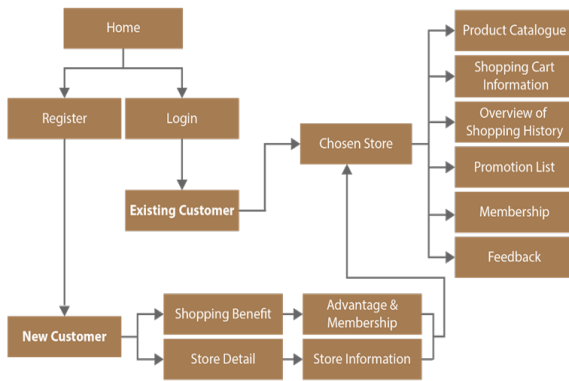 Home
Register
Login
Existing Customer
New Customer
Shopping Benefit
Store Detail
Advantage &
Membership
Store Information
Chosen Store
Product Catalogue
Shopping Cart
Information
Overview of
Shopping History
Promotion List
Membership
Feedback